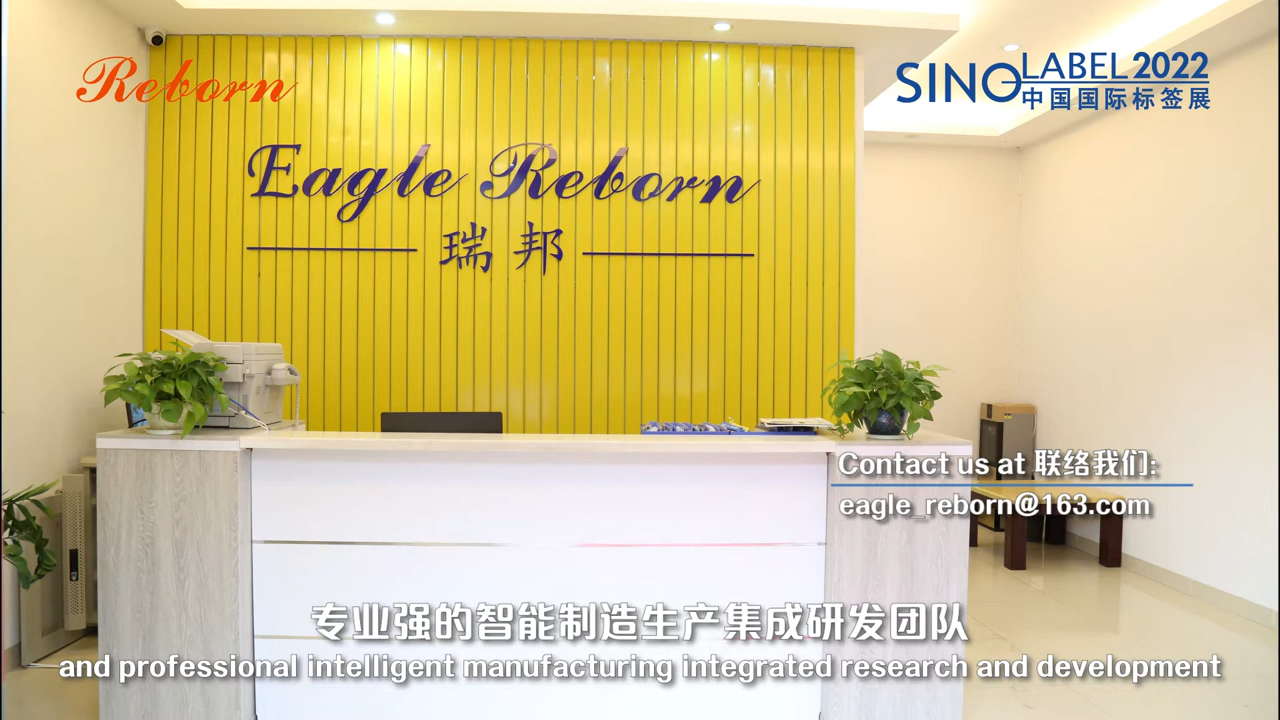 Reborn
SINO LABEL 2022
中国国际标签展
Eagle Reborn
瑞邦
Contact us at 联络我们:
eagle_reborn@163.com
专业强的智能制造生产集成研发团队
and professional intelligent manufacturing integrated research and development